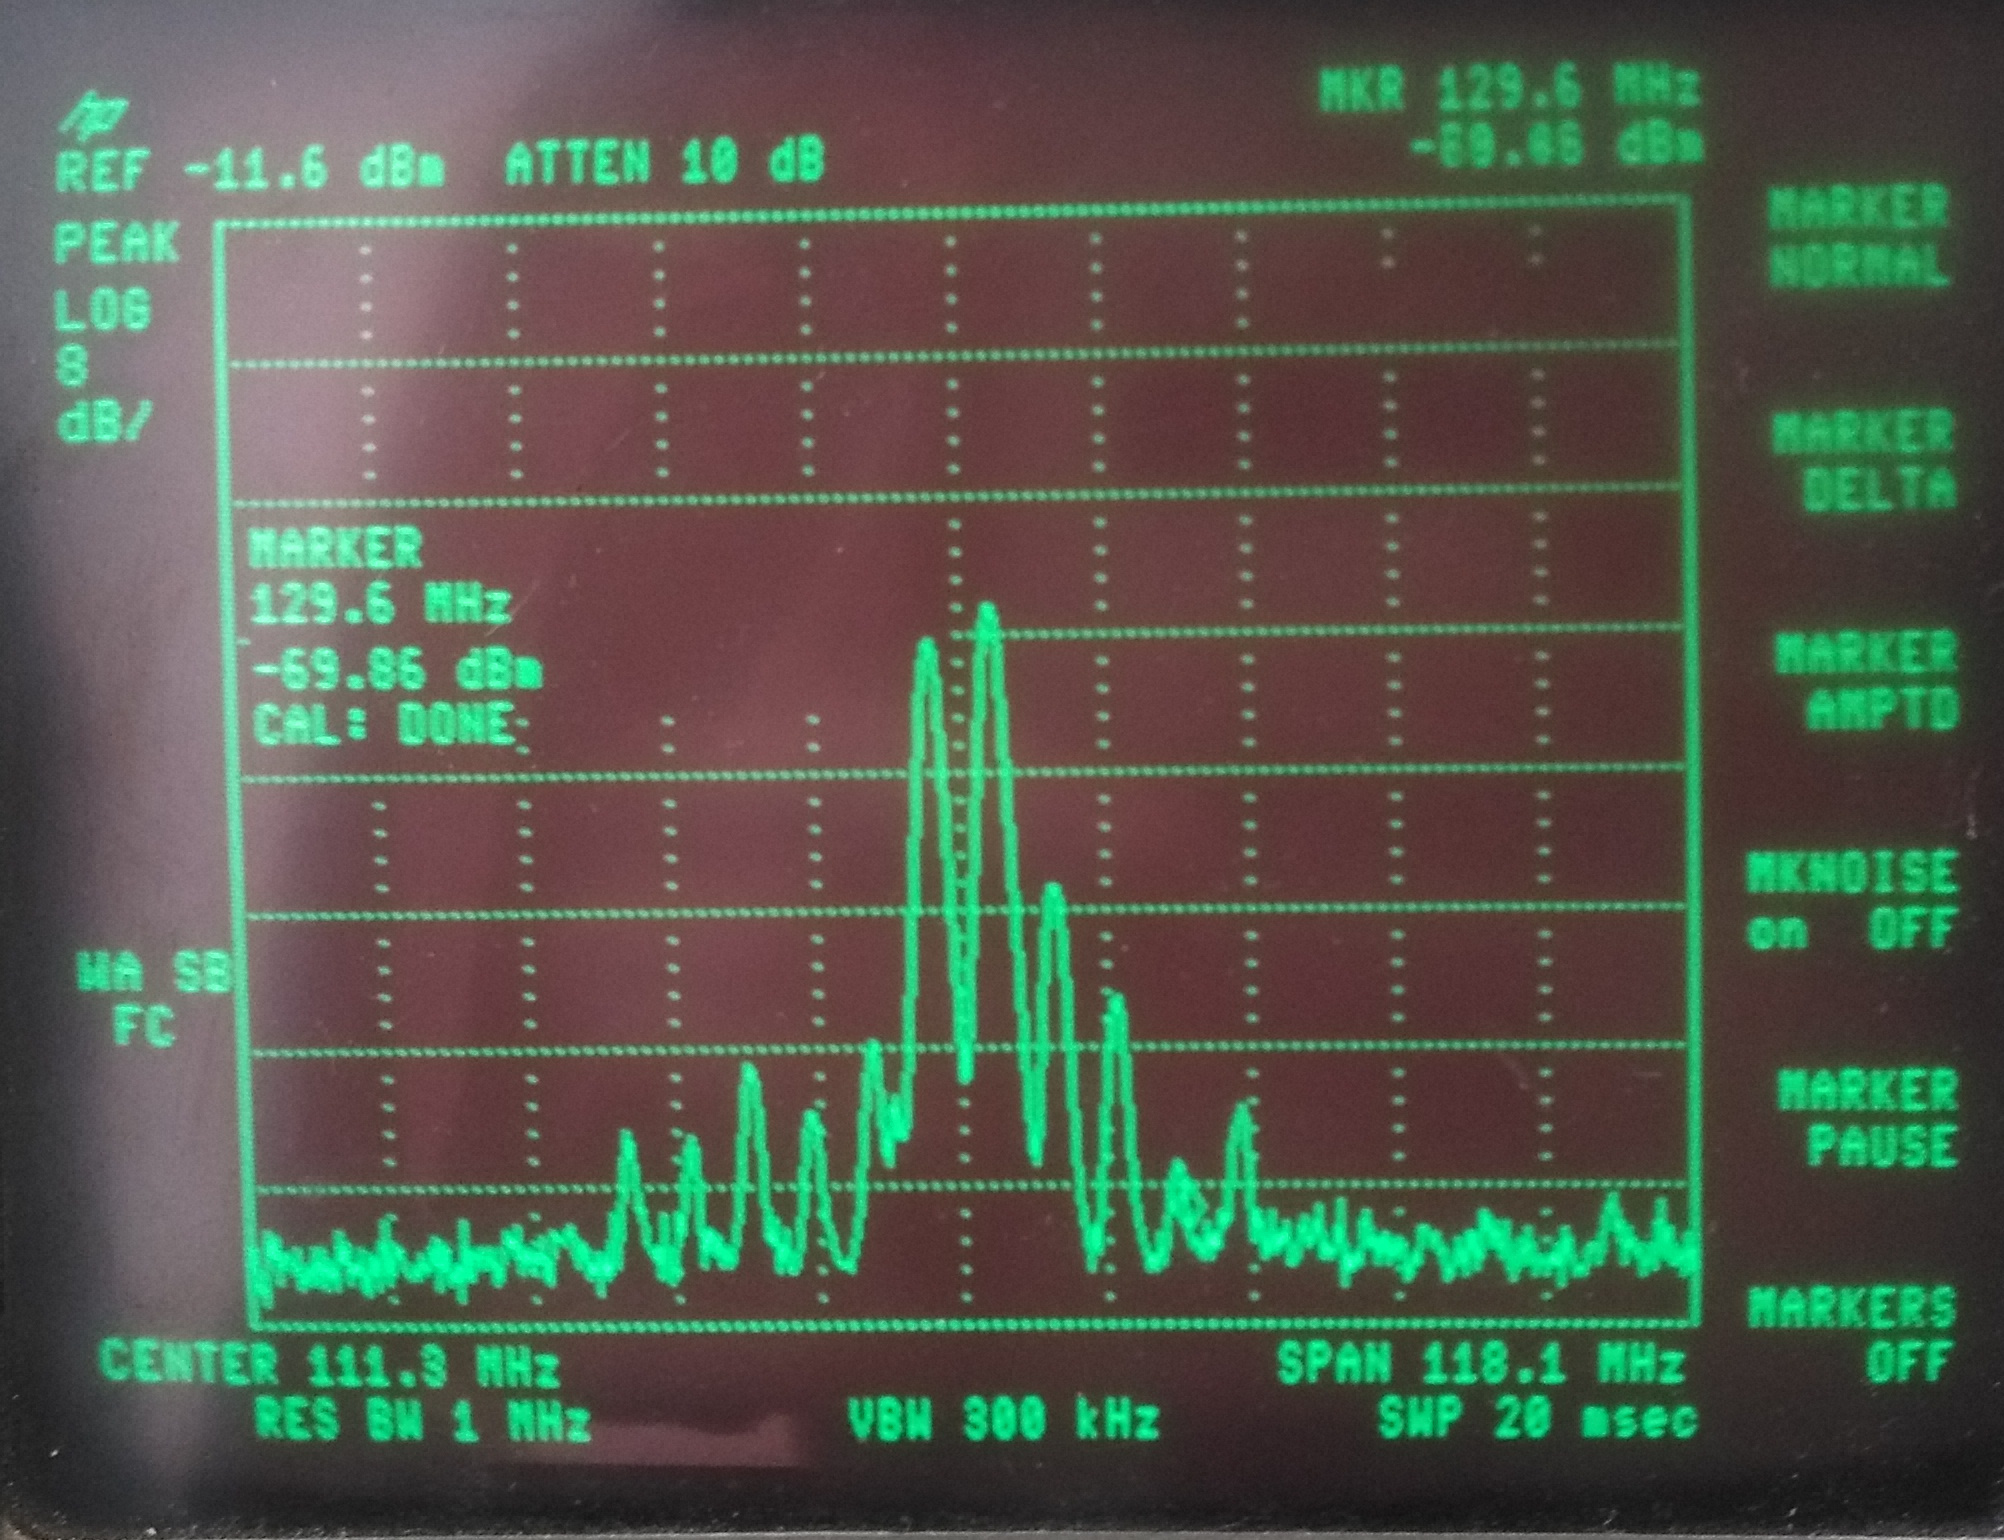 hp
REF -11.6 dBm ATTEN 10 dB
MKR 129.6 MHz
-69.86 dBm
PEAK
LOG
8
dB/
MARKER
129.6 MHz
-69.86 dBm
CAL: DONE
WA SB
FC
CENTER 111.3 MHz
SPAN 118.1 MHz
RES BW 1 MHz
VBW 300 kHz
SWP 20 msec
MARKER
NORMAL
MARKER
DELTA
MARKER
AMPTD
MKNOISE
on OFF
MARKER
PAUSE
MARKERS
OFF